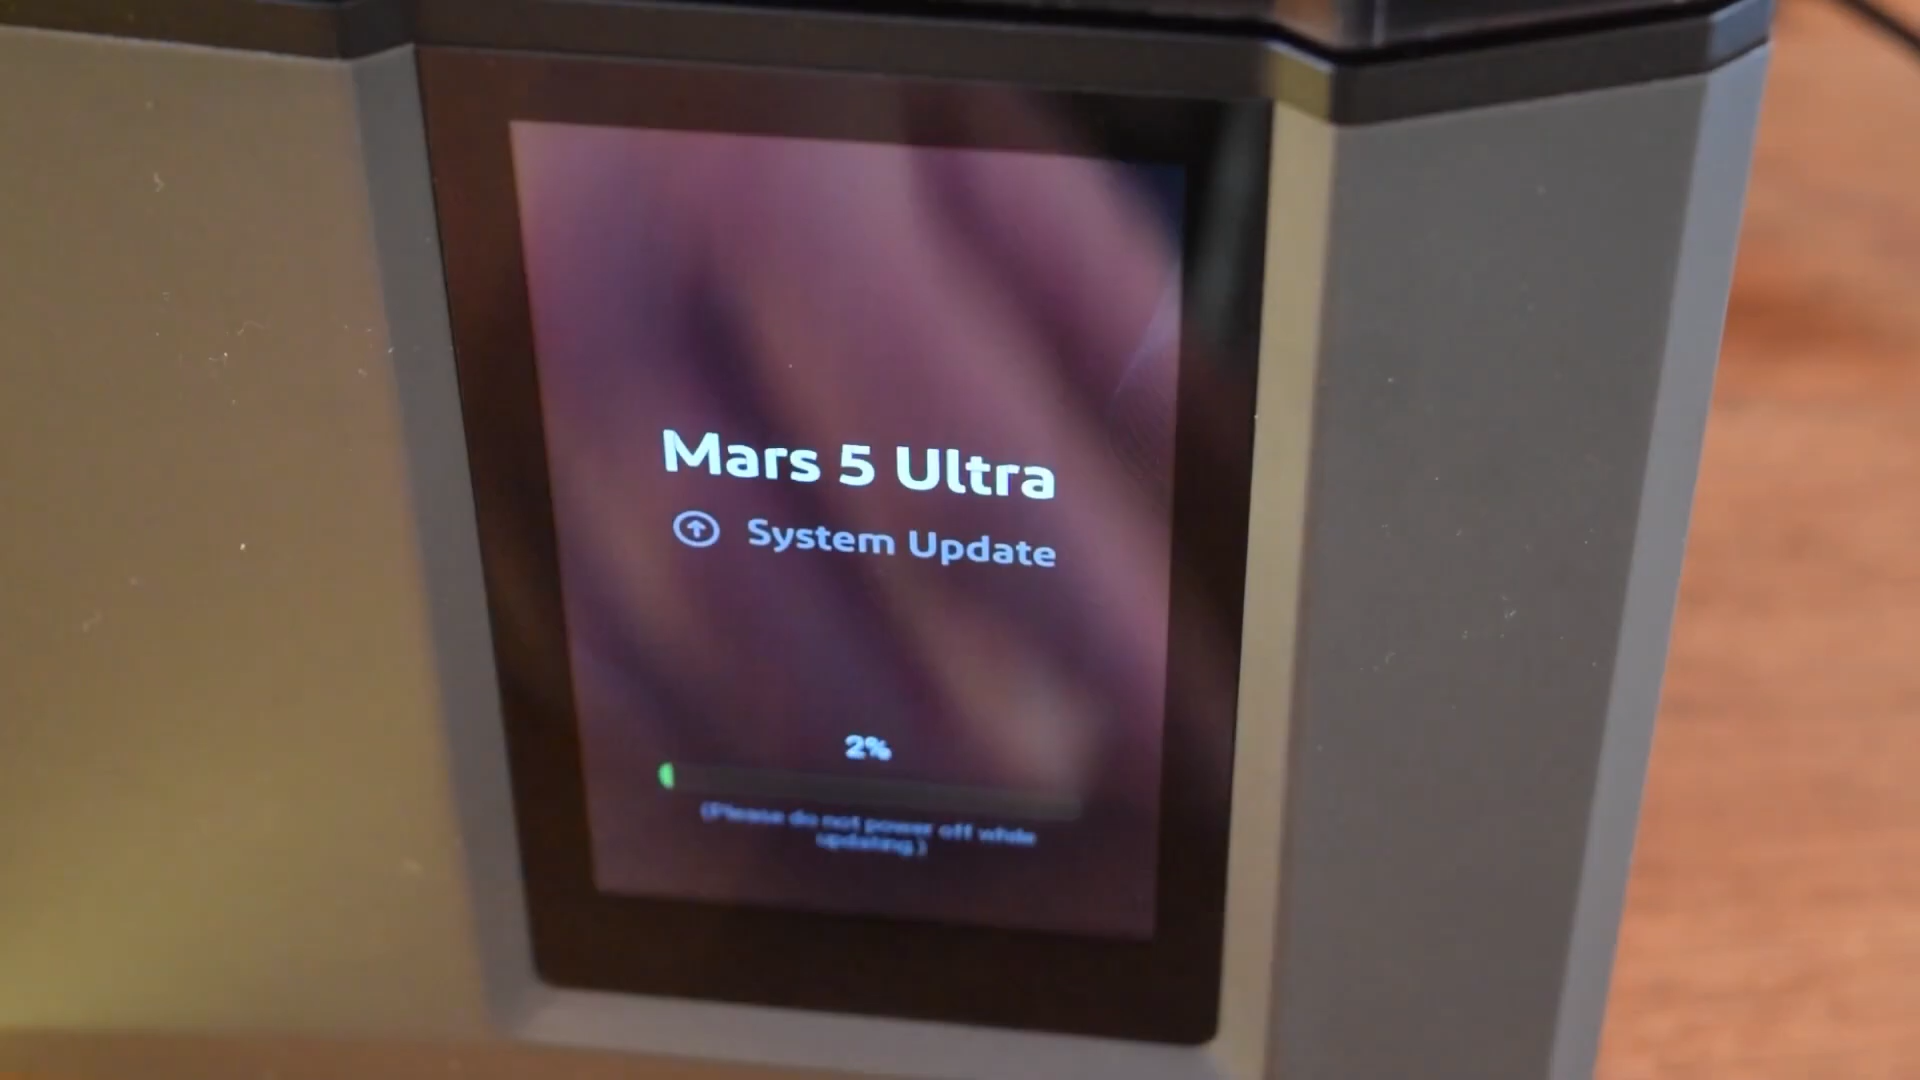 Mars 5 Ultra
System Update
2%
(Please do not power off while
updating.)